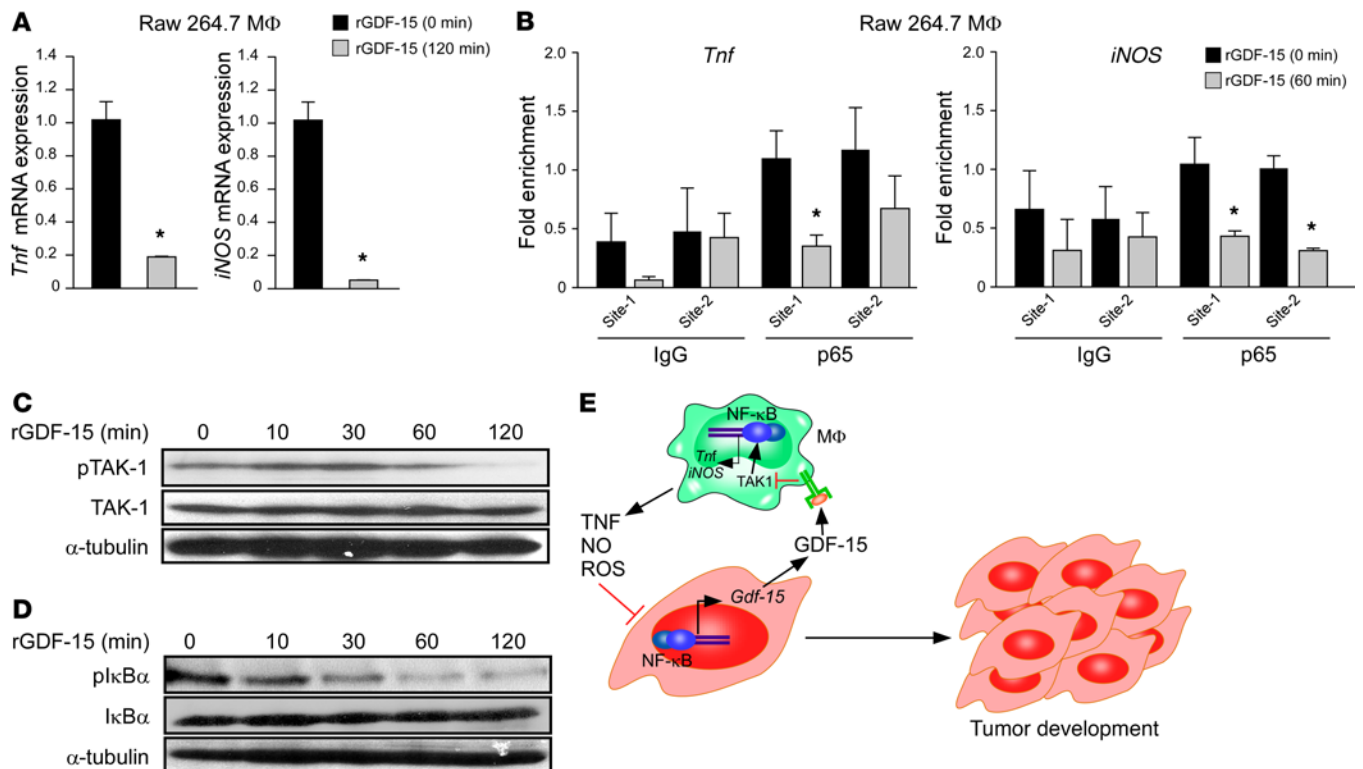 A
Raw 264.7 MΦ
rGDF-15 (0 min)
rGDF-15 (120 min)
Tnf mRNA expression
1.4
1.2
1.0
0.8
0.6
0.4
0.2
0
*
iNOS mRNA expression
1.4
1.2
1.0
0.8
0.6
0.4
0.2
0
*
B
Raw 264.7 MΦ
Tnf
Fold enrichment
2.0
1.5
1.0
0.5
0
*
Site-1
Site-2
Site-1
Site-2
IgG
p65
iNOS
rGDF-15 (0 min)
rGDF-15 (60 min)
Fold enrichment
2.0
1.5
1.0
0.5
0
*
*
Site-1
Site-2
Site-1
Site-2
IgG
p65
C
rGDF-15 (min) 0 10 30 60 120
pTAK-1
TAK-1
α-tubulin
D
rGDF-15 (min) 0 10 30 60 120
pIκBα
IκBα
α-tubulin
E
NF-κB
MΦ
Tnf
iNOS
TAK1
TNF
NO
ROS
GDF-15
Gdf-15
NF-κB
Tumor development